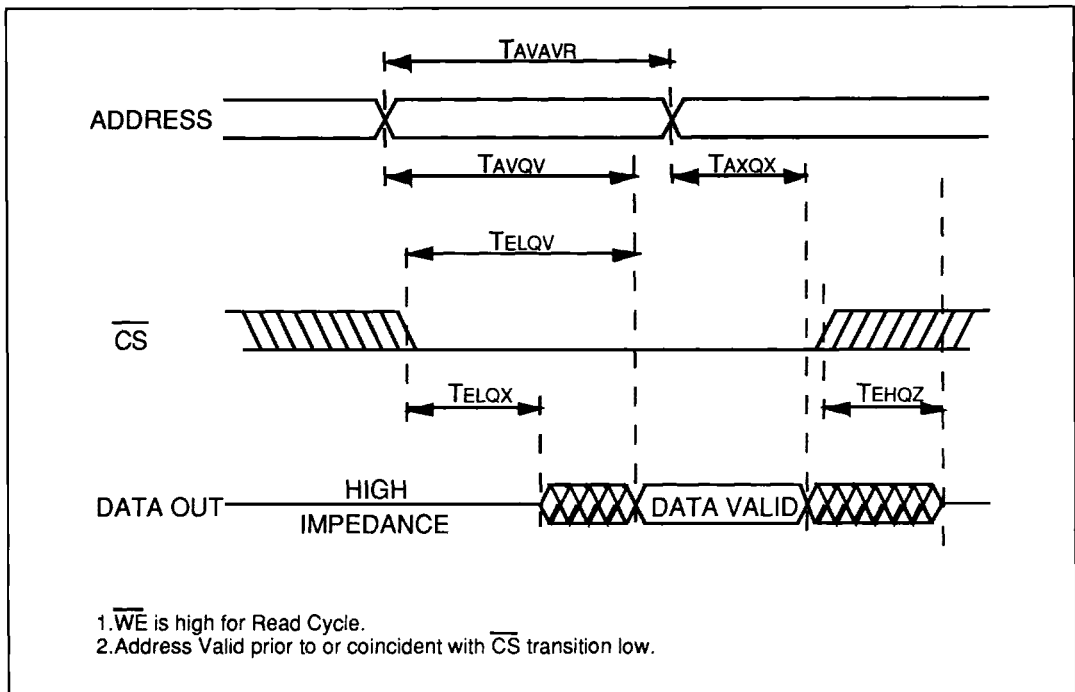 TAVAVR
ADDRESS
TAVQV
TAXQX
TELQV
CS
TELQX
TEHQZ
DATA OUT
HIGH
IMPEDANCE
DATA VALID
1.WE is high for Read Cycle.
2.Address Valid prior to or coincident with CS transition low.